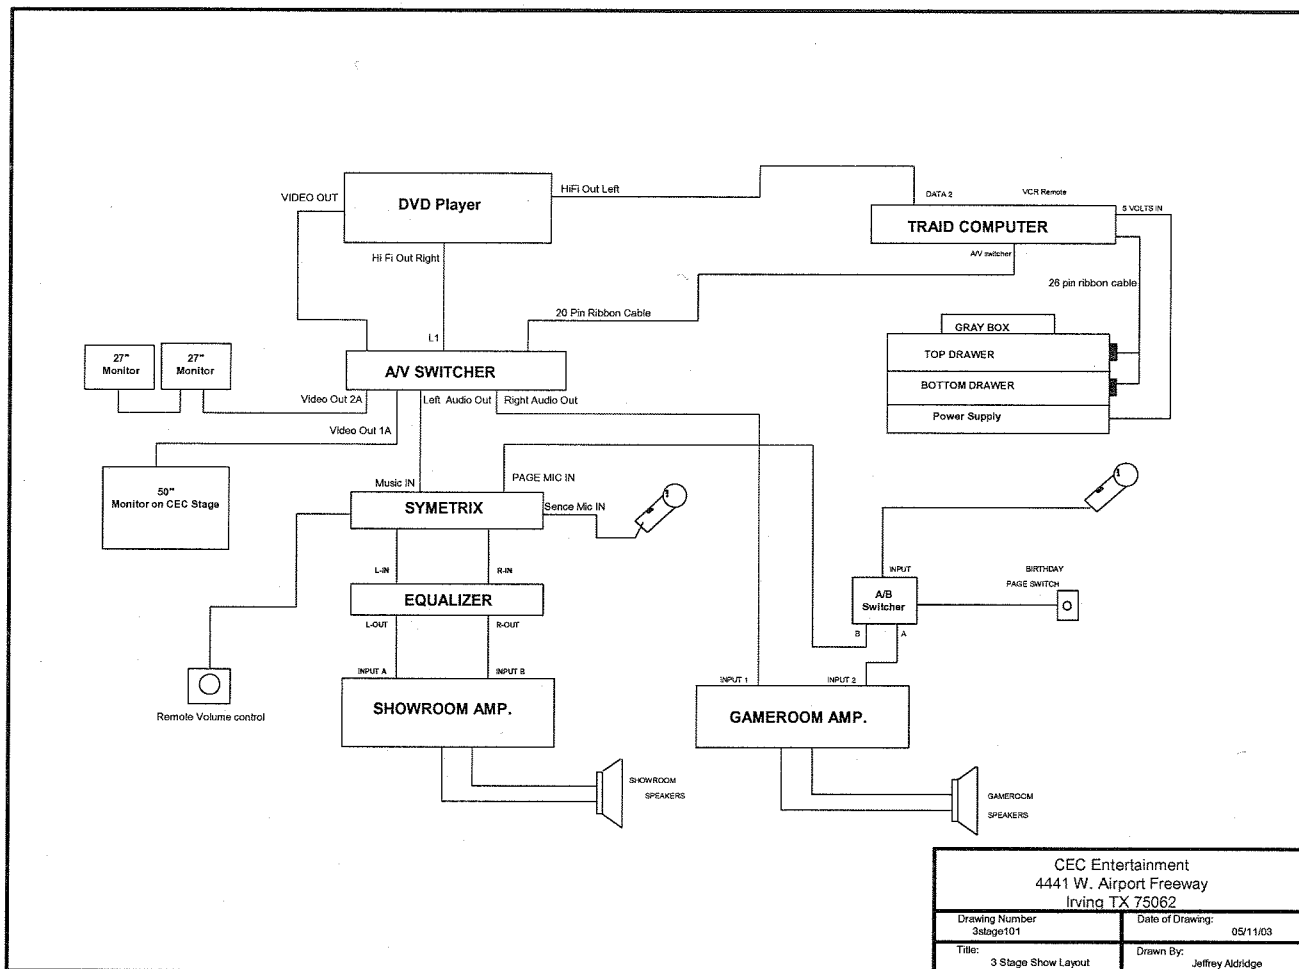 VIDEO OUT
DVD Player
HiFi Out Left
DATA 2
VCR Remote
5 VOLTS IN
TRAID COMPUTER
A/V switcher
Hi Fi Out Right
26 pin ribbon cable
20 Pin Ribbon Cable
L1
GRAY BOX
TOP DRAWER
BOTTOM DRAWER
Power Supply
27"
Monitor
27"
Monitor
A/V SWITCHER
Video Out 2A
Left Audio Out
Right Audio Out
Video Out 1A
50"
Monitor on CEC Stage
Music IN
PAGE MIC IN
SYMETRIX
Sence Mic IN
L-IN
R-IN
EQUALIZER
L-OUT
R-OUT
INPUT
A/B
Switcher
BIRTHDAY
PAGE SWITCH
B
A
INPUT A
INPUT B
SHOWROOM AMP.
INPUT 1
INPUT 2
GAMEROOM AMP.
Remote Volume control
SHOWROOM
SPEAKERS
GAMEROOM
SPEAKERS
CEC Entertainment
4441 W. Airport Freeway
Irving TX 75062
Drawing Number
3stage101
Date of Drawing:
05/11/03
Title:
3 Stage Show Layout
Drawn By:
Jeffrey Aldridge